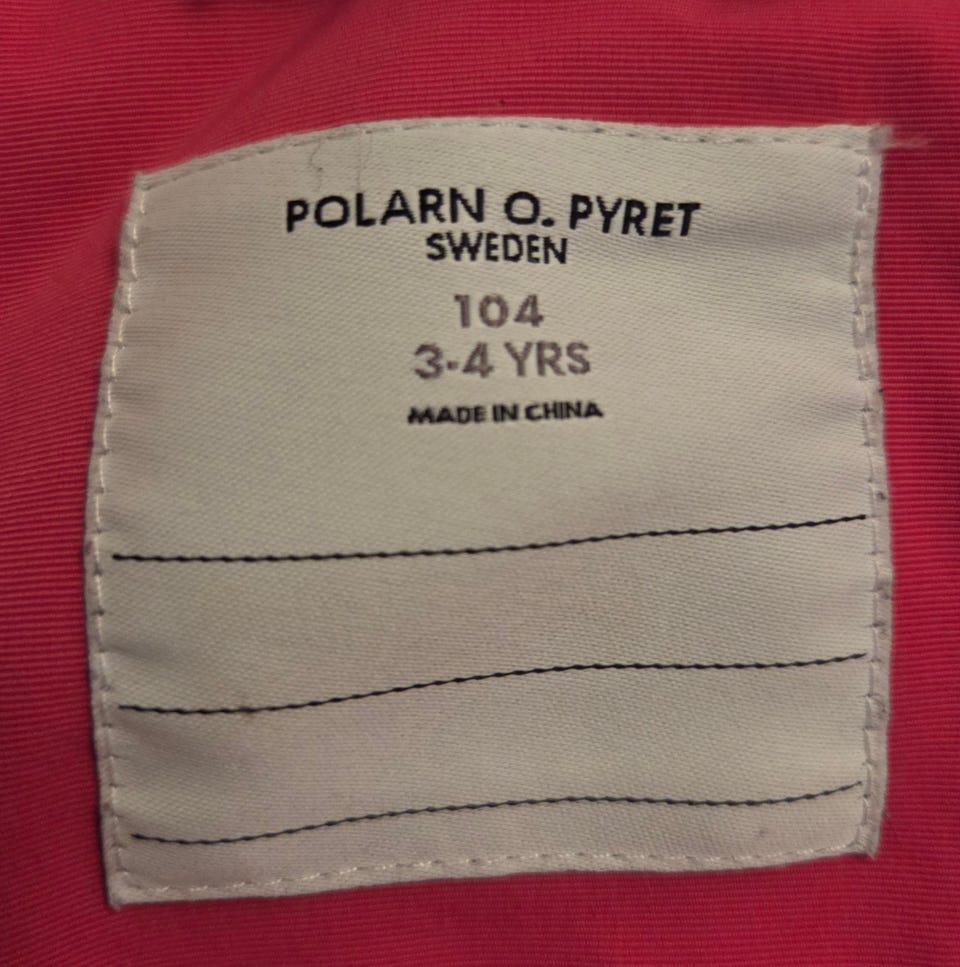 POLARN O. PYRET
SWEDEN
104
3-4 YRS
MADE IN CHINA